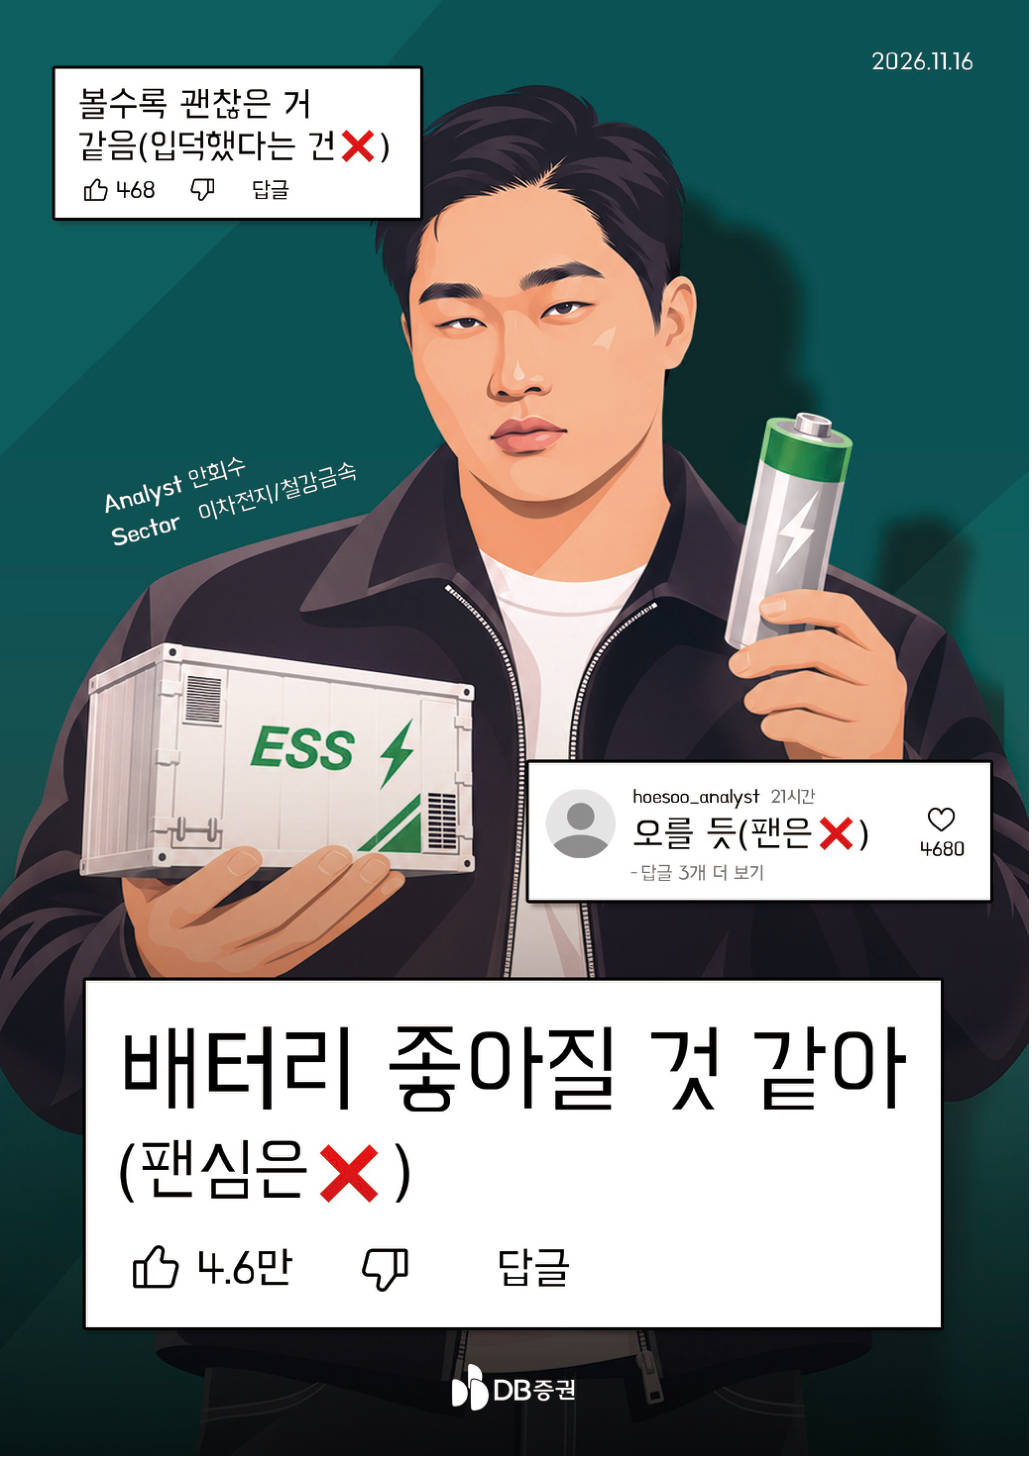 2026.11.16
볼수록 괜찮은 거
같음(입덕했다는 건❌)
468 답글
Analyst 안회수
Sector 이차전지/철강금속
ESS
hoesoo_analyst 21시간
오를 듯(팬은❌)
4680
- 답글 3개 더 보기
배터리 좋아질 것 같아
(팬심은❌)
4.6만 답글
DB증권